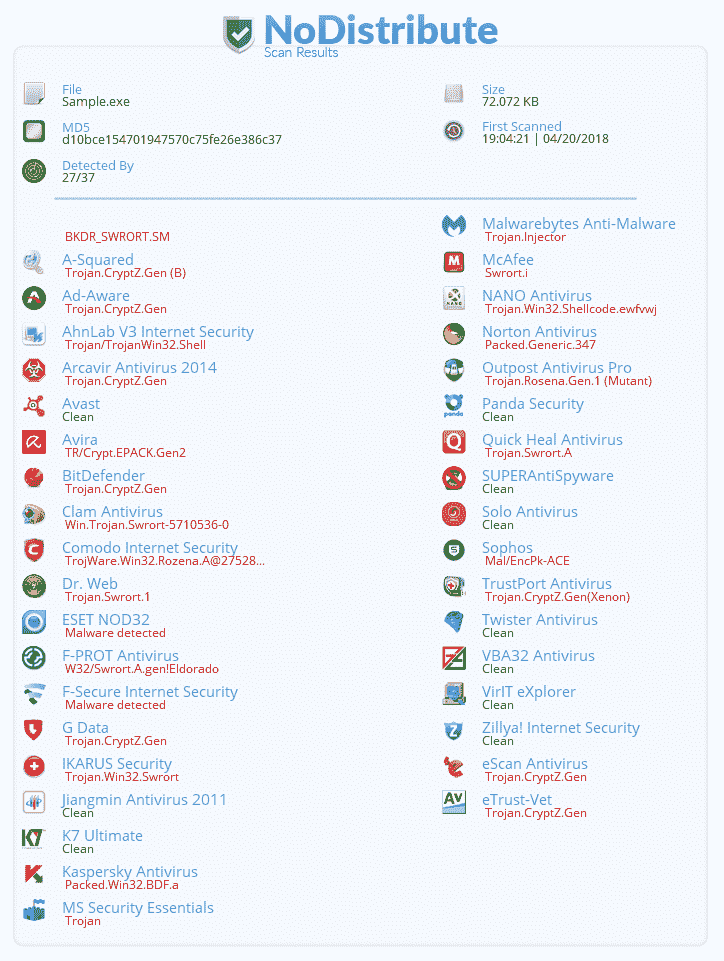 NoDistribute
Scan Results
File
Sample.exe
Size
72.072 KB
MD5
d10bce154701947570c75fe26e386c37
First Scanned
19:04:21 | 04/20/2018
Detected By
27/37
BKDR_SWRORT.SM
A-Squared
Trojan.CryptZ.Gen (B)
Ad-Aware
Trojan.CryptZ.Gen
AhnLab V3 Internet Security
Trojan/TrojanWin32.Shell
Arcavir Antivirus 2014
Trojan.CryptZ.Gen
Avast
Clean
Avira
TR/Crypt.EPACK.Gen2
BitDefender
Trojan.CryptZ.Gen
Clam Antivirus
Win.Trojan.Swrort-5710536-0
Comodo Internet Security
TrojWare.Win32.Rozena.A@27528...
Dr. Web
Trojan.Swrort.1
ESET NOD32
Malware detected
F-PROT Antivirus
W32/Swrort.A.gen!Eldorado
F-Secure Internet Security
Malware detected
G Data
Trojan.CryptZ.Gen
IKARUS Security
Trojan.Win32.Swrort
Jiangmin Antivirus 2011
Clean
K7 Ultimate
Clean
Kaspersky Antivirus
Packed.Win32.BDF.a
MS Security Essentials
Trojan
Malwarebytes Anti-Malware
Trojan.Injector
McAfee
Swrort.i
NANO Antivirus
Trojan.Win32.Shellcode.ewfvwj
Norton Antivirus
Packed.Generic.347
Outpost Antivirus Pro
Trojan.Rosena.Gen.1 (Mutant)
Panda Security
Clean
Quick Heal Antivirus
Trojan.Swrort.A
SUPERAntiSpyware
Clean
Solo Antivirus
Clean
Sophos
Mal/EncPk-ACE
TrustPort Antivirus
Trojan.CryptZ.Gen(Xenon)
Twister Antivirus
Clean
VBA32 Antivirus
Clean
VirIT eXplorer
Clean
Zillya! Internet Security
Clean
eScan Antivirus
Trojan.CryptZ.Gen
eTrust-Vet
Trojan.CryptZ.Gen